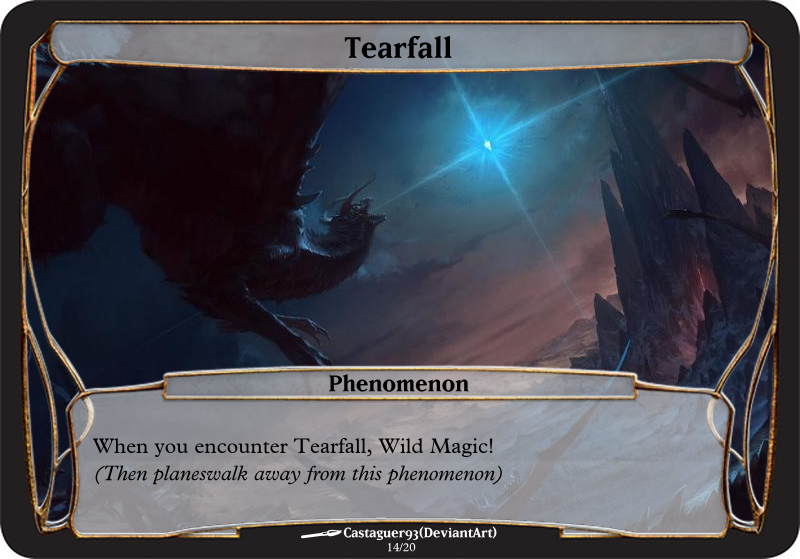 Tearfall
Phenomenon
When you encounter Tearfall, Wild Magic!
(Then planeswalk away from this phenomenon)
Castaguer93(DeviantArt)
14/20